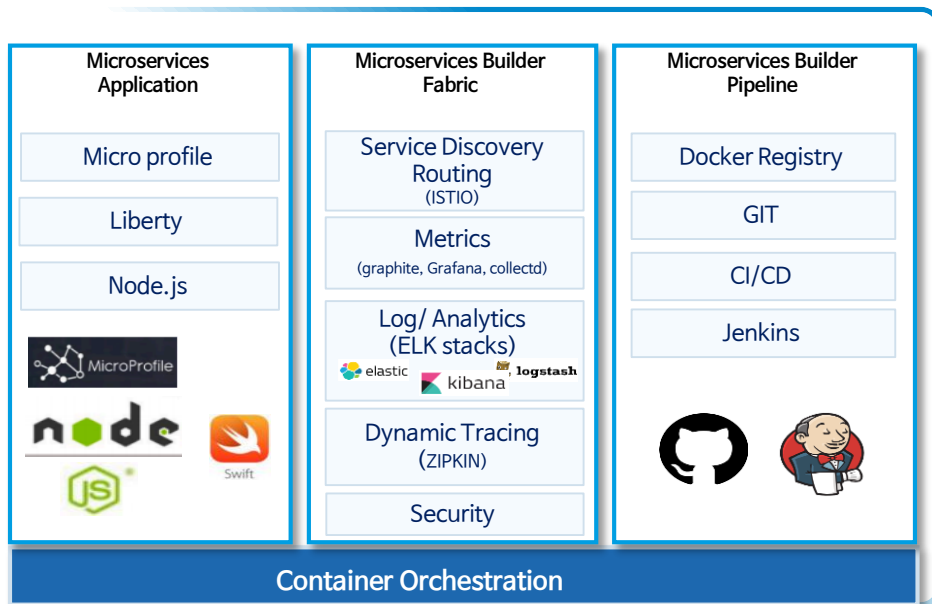 Microservices
Application
Micro profile
Liberty
Node.js
MicroProfile
node
JS
Swift
Microservices Builder
Fabric
Service Discovery
Routing
(ISTIO)
Metrics
(graphite, Grafana, collectd)
Log/ Analytics
(ELK stacks)
elastic
kibana
logstash
Dynamic Tracing
(ZIPKIN)
Security
Microservices Builder
Pipeline
Docker Registry
GIT
CI/CD
Jenkins
Container Orchestration